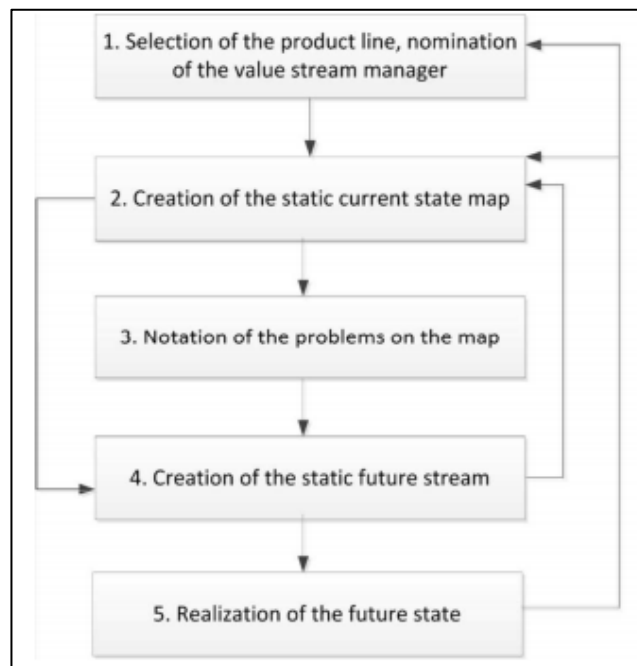 1. Selection of the product line, nomination
of the value stream manager
2. Creation of the static current state map
3. Notation of the problems on the map
4. Creation of the static future stream
5. Realization of the future state